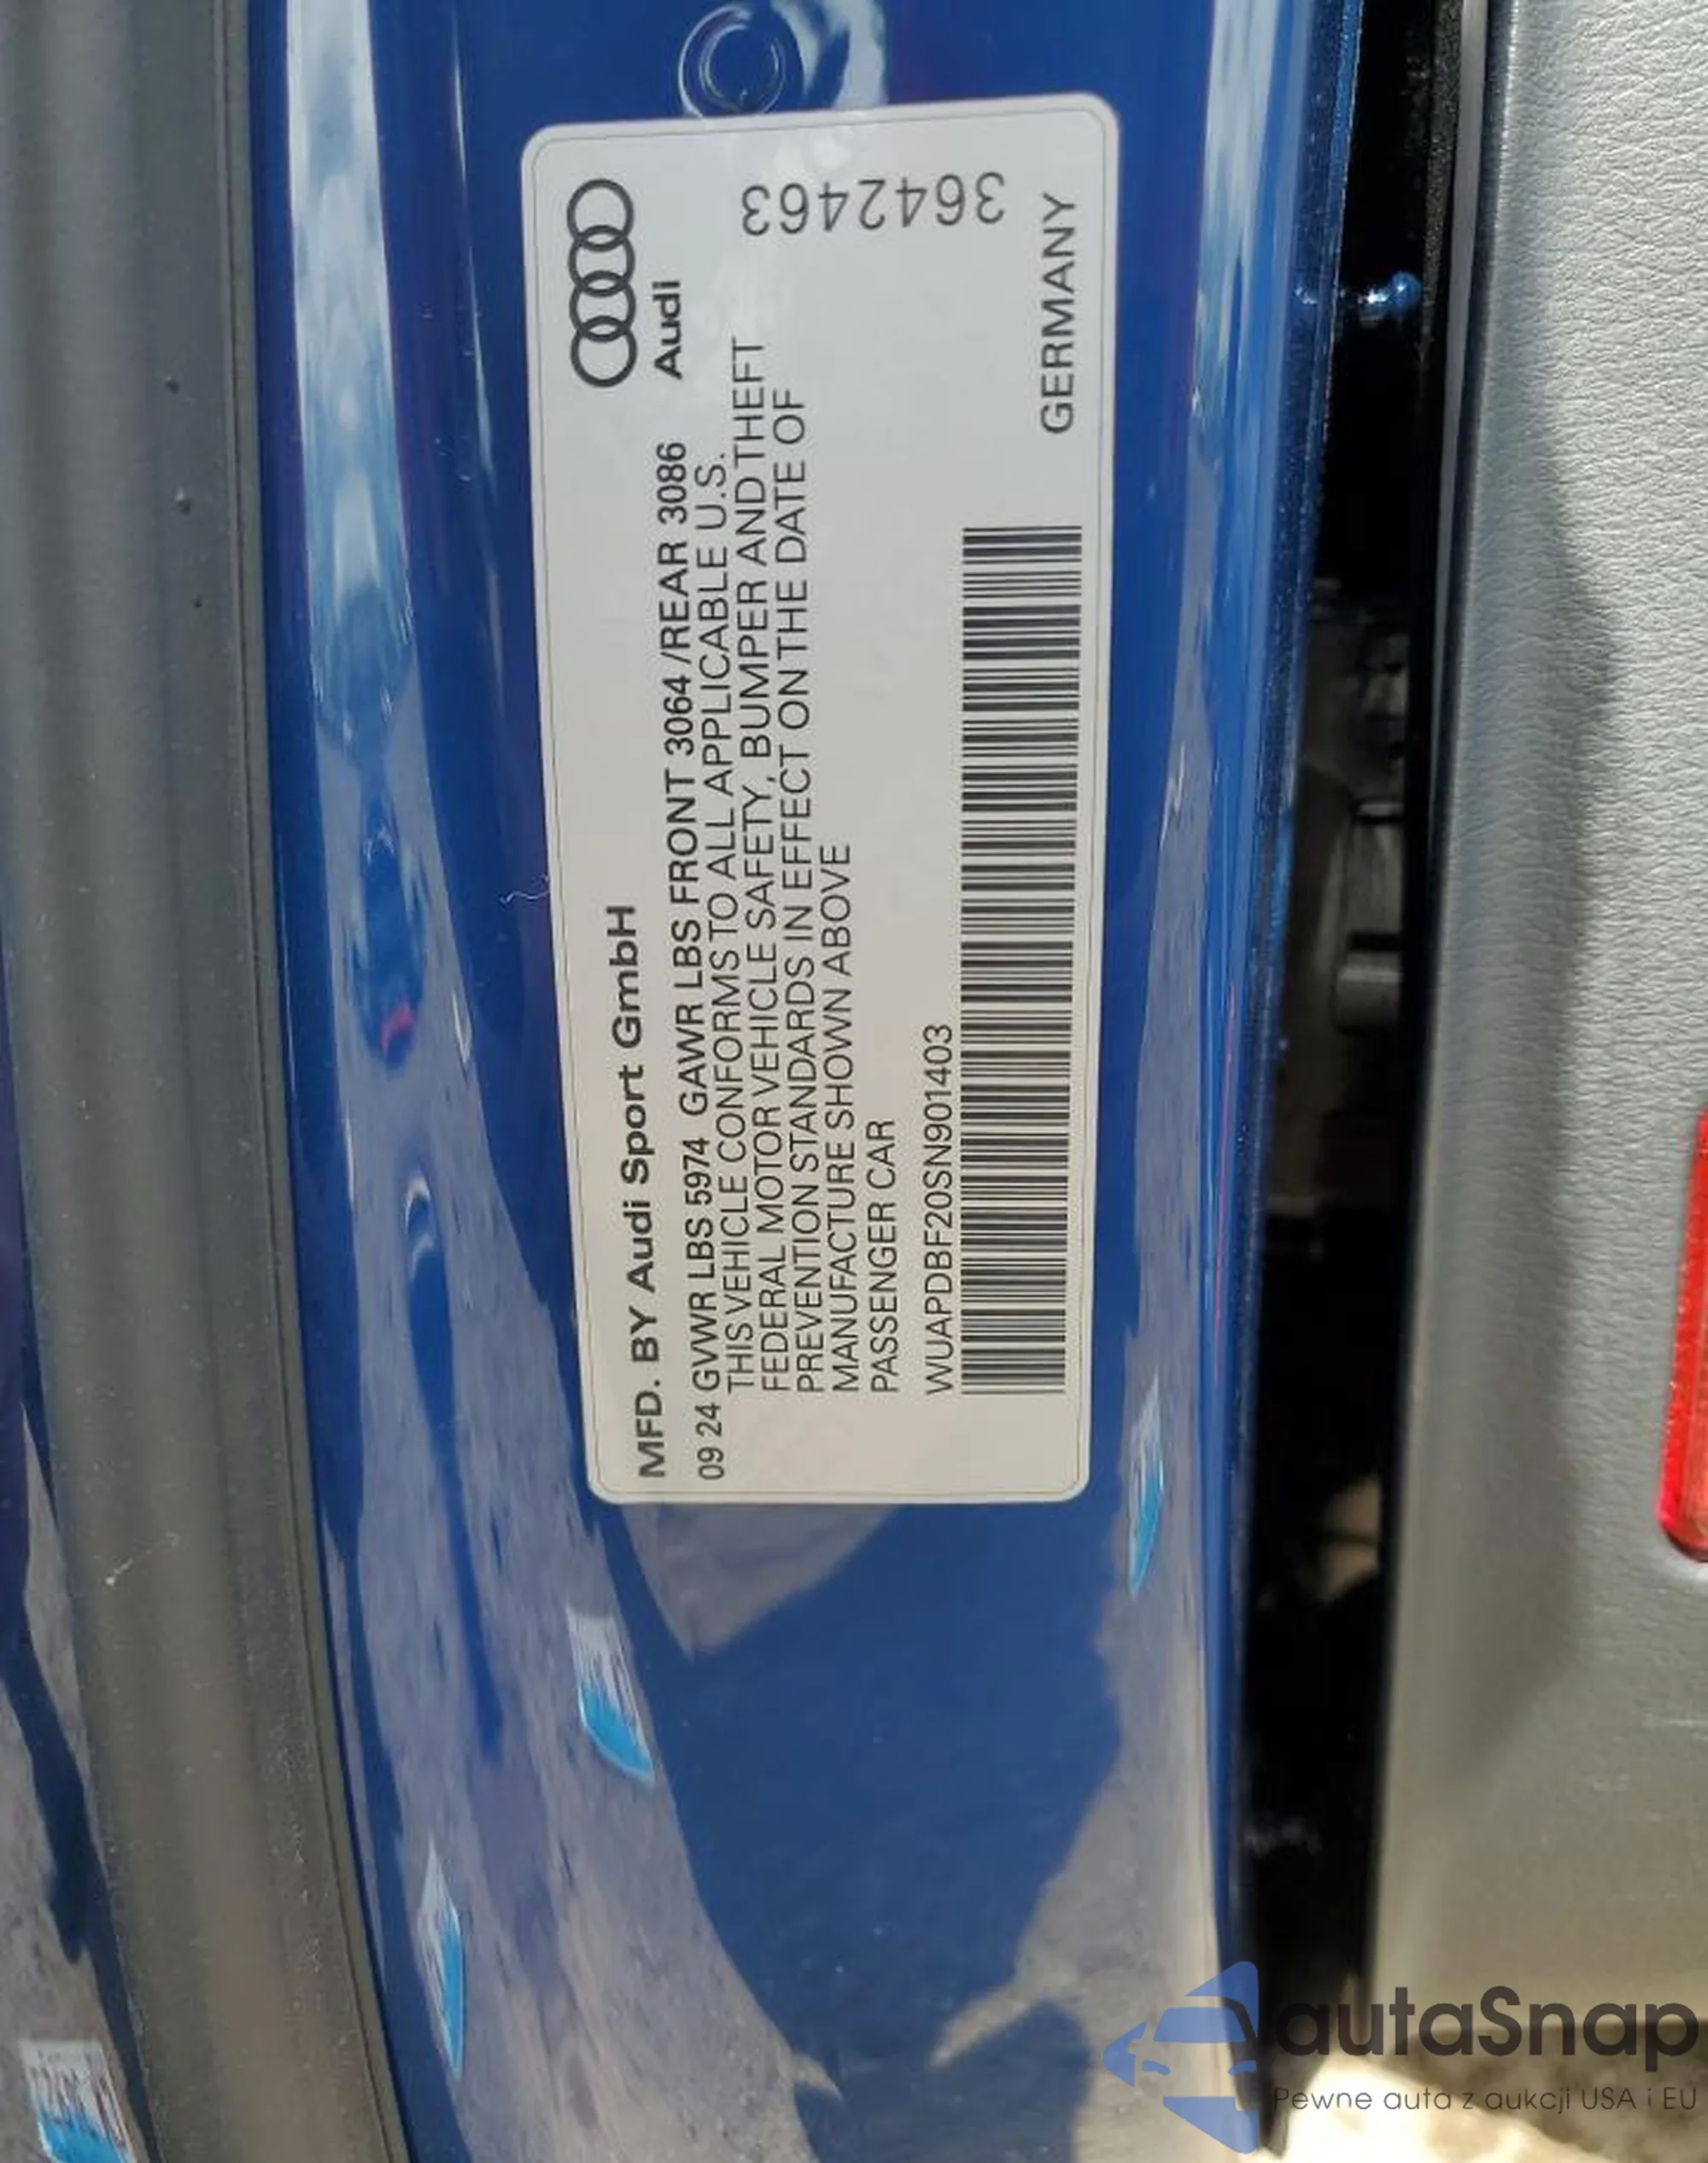 MFD. BY Audi Sport GmbH
Audi
09 24 GVWR LBS 5974 GAWR LBS FRONT 3064 /REAR 3086
THIS VEHICLE CONFORMS TO ALL APPLICABLE U.S.
FEDERAL MOTOR VEHICLE SAFETY, BUMPER AND THEFT
PREVENTION STANDARDS IN EFFECT ON THE DATE OF
MANUFACTURE SHOWN ABOVE
PASSENGER CAR
3642463
WUAPDBF20SN901403
GERMANY
autaSnap
Pewne auta z aukcji USA i EU